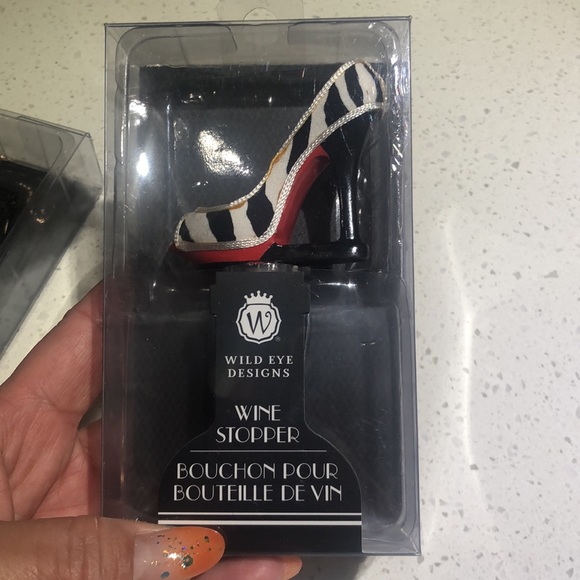 W
WILD EYE
DESIGNS
WINE
STOPPER
BOUCHON POUR
BOUTEILLE DE VIN